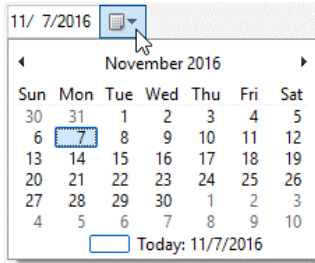 11/ 7/2016
November 2016
Sun Mon Tue Wed Thu Fri Sat
30 31 1 2 3 4 5
6 7 8 9 10 11 12
13 14 15 16 17 18 19
20 21 22 23 24 25 26
27 28 29 30 1 2 3
4 5 6 7 8 9 10
Today: 11/7/2016